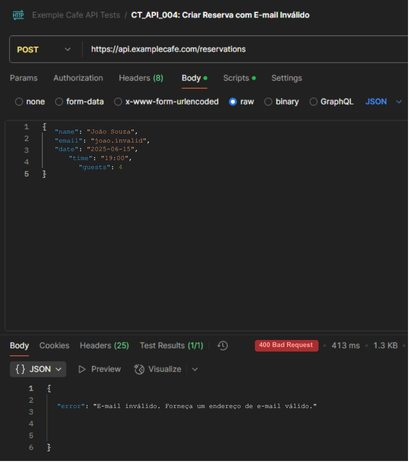 HTTP Exemple Cafe API Tests / CT_API_004: Criar Reserva com E-mail Inválido
POST https://api.examplecafe.com/reservations
Params Authorization Headers (8) Body Scripts Settings
none form-data x-www-form-urlencoded raw binary GraphQL JSON
1 {
2 "name": "João Souza",
"email": "joao.invalid",
3 "date": "2025-06-15",
4 "time": "19:00",
"guests": 4
5 }
Body Cookies Headers (25) Test Results (1/1) 400 Bad Request 413 ms 1.3 KB
{} JSON Preview Visualize
1 {
2
3 "error": "E-mail inválido. Forneça um endereço de e-mail válido."
4
5
6 }